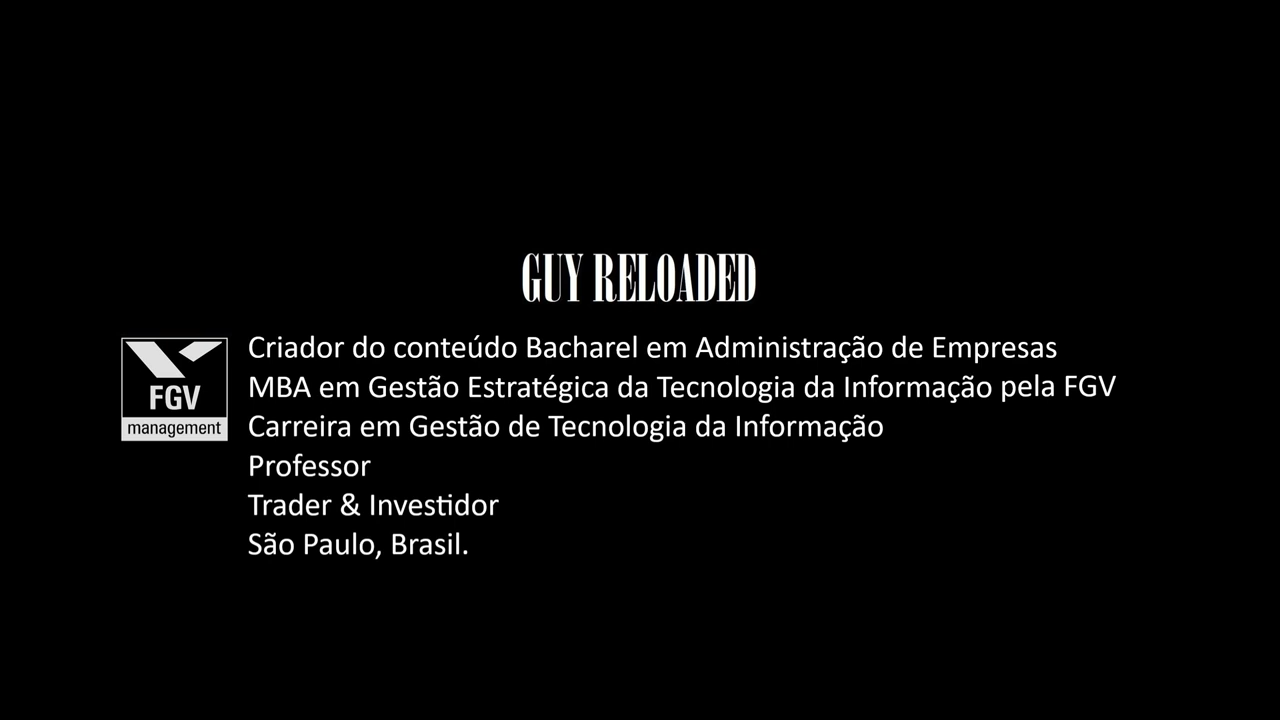 GUY RELOADED
Criador do conteúdo Bacharel em Administração de Empresas
MBA em Gestão Estratégica da Tecnologia da Informação pela FGV
Carreira em Gestão de Tecnologia da Informação
Professor
Trader & Investidor
São Paulo, Brasil.
FGV
management